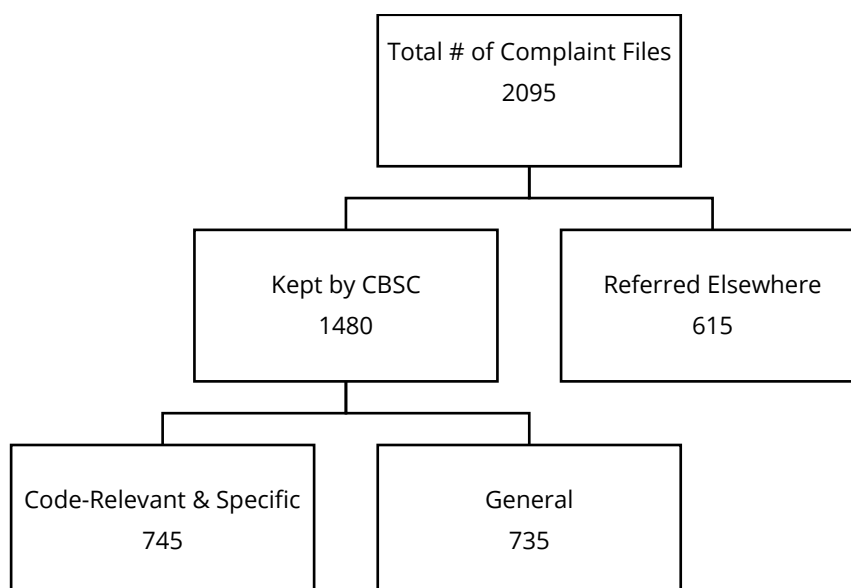 Total # of Complaint Files
2095
Kept by CBSC
1480
Referred Elsewhere
615
Code-Relevant & Specific
745
General
735